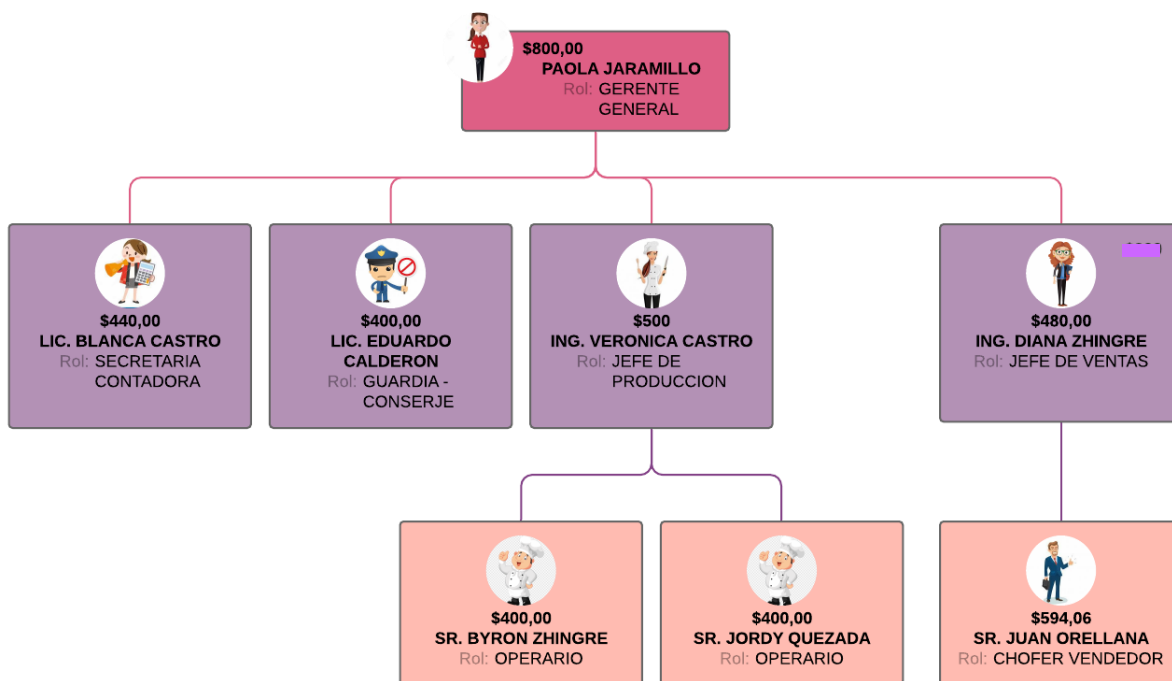 $800,00
PAOLA JARAMILLO
Rol: GERENTE
GENERAL
$440,00
LIC. BLANCA CASTRO
Rol: SECRETARIA
CONTADORA
$400,00
LIC. EDUARDO
CALDERON
Rol: GUARDIA -
CONSERJE
$500
ING. VERONICA CASTRO
Rol: JEFE DE
PRODUCCION
$480,00
ING. DIANA ZHINGRE
Rol: JEFE DE VENTAS
$400,00
SR. BYRON ZHINGRE
Rol: OPERARIO
$400,00
SR. JORDY QUEZADA
Rol: OPERARIO
$594,06
SR. JUAN ORELLANA
Rol: CHOFER VENDEDOR